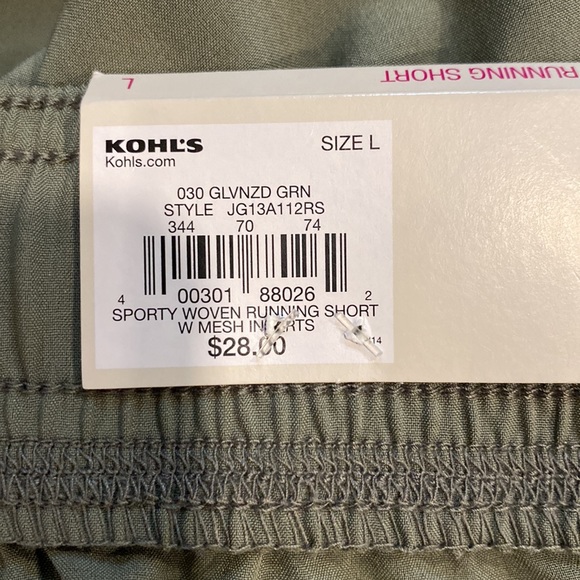 RUNNING SHORT
L
KOHL'S
SIZE L
Kohls.com
030 GLVNZD GRN
STYLE JG13A112RS
344 70 74
4 00301 88026 2
SPORTY WOVEN RUNNING SHORT
W MESH INSERTS
$28.00